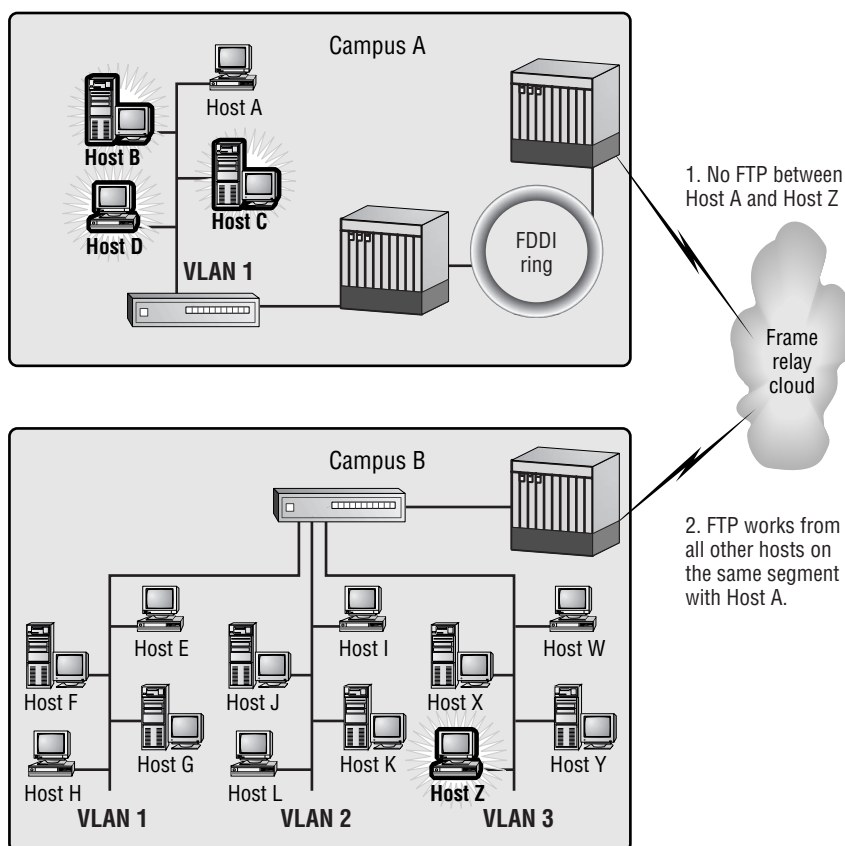 Campus A
Host A
Host B
Host C
Host D
VLAN 1
FDDI
ring
1. No FTP between
Host A and Host Z
Frame
relay
cloud
Campus B
2. FTP works from
all other hosts on
the same segment
with Host A.
Host E
Host F
Host G
Host H
VLAN 1
Host I
Host J
Host K
Host L
VLAN 2
Host W
Host X
Host Y
Host Z
VLAN 3